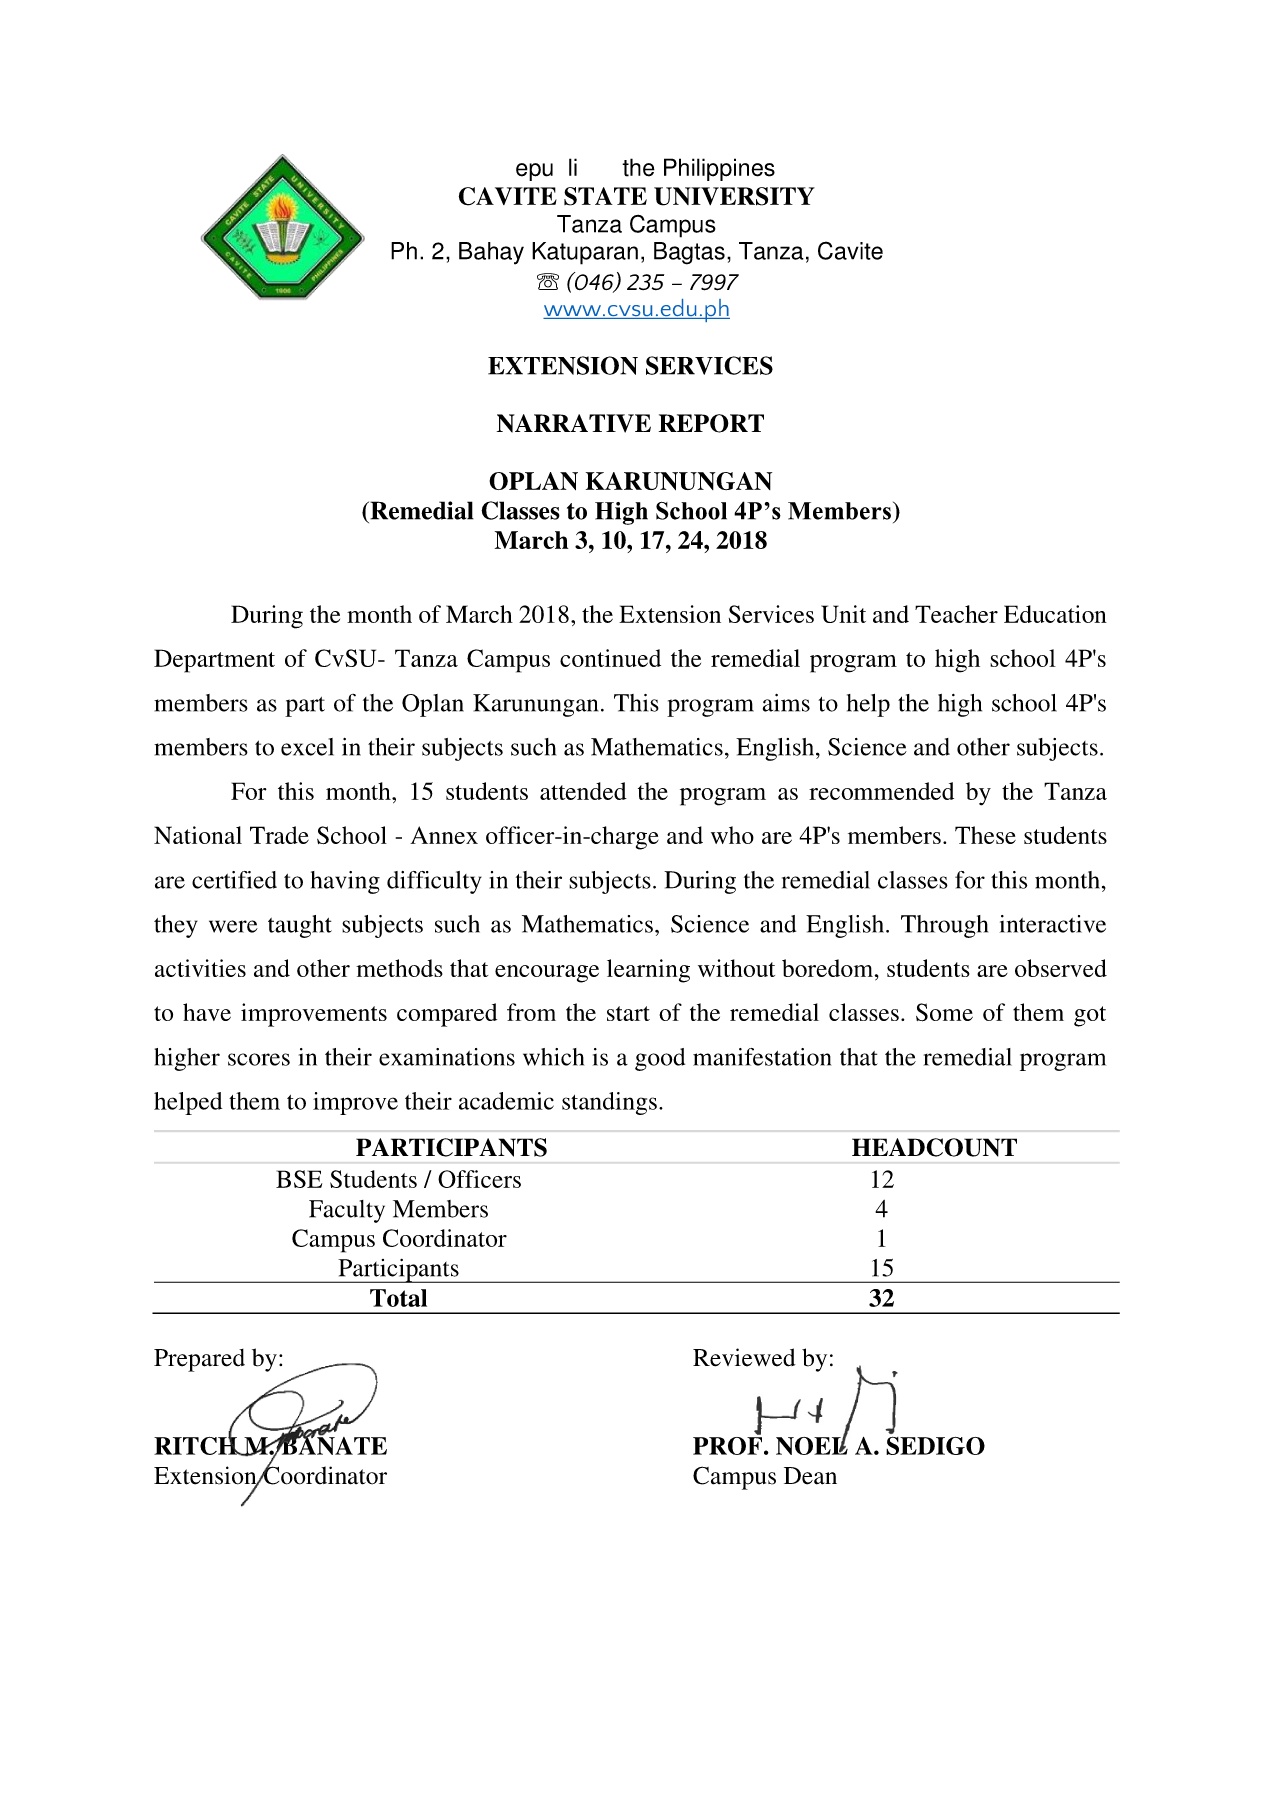 epu li the Philippines
CAVITE STATE UNIVERSITY
Tanza Campus
Ph. 2, Bahay Katuparan, Bagtas, Tanza, Cavite
☏ (046) 235 – 7997
www.cvsu.edu.ph
CAVITE STATE UNIVERSITY
CAVITE PHILIPPINES
1906
EXTENSION SERVICES
NARRATIVE REPORT
OPLAN KARUNUNGAN
(Remedial Classes to High School 4P’s Members)
March 3, 10, 17, 24, 2018
During the month of March 2018, the Extension Services Unit and Teacher Education
Department of CvSU- Tanza Campus continued the remedial program to high school 4P's
members as part of the Oplan Karunungan. This program aims to help the high school 4P's
members to excel in their subjects such as Mathematics, English, Science and other subjects.
For this month, 15 students attended the program as recommended by the Tanza
National Trade School - Annex officer-in-charge and who are 4P's members. These students
are certified to having difficulty in their subjects. During the remedial classes for this month,
they were taught subjects such as Mathematics, Science and English. Through interactive
activities and other methods that encourage learning without boredom, students are observed
to have improvements compared from the start of the remedial classes. Some of them got
higher scores in their examinations which is a good manifestation that the remedial program
helped them to improve their academic standings.
PARTICIPANTS HEADCOUNT
BSE Students / Officers 12
Faculty Members 4
Campus Coordinator 1
Participants 15
Total 32
Prepared by: Reviewed by:
RITCH M. BANATE PROF. NOEL A. SEDIGO
Extension Coordinator Campus Dean